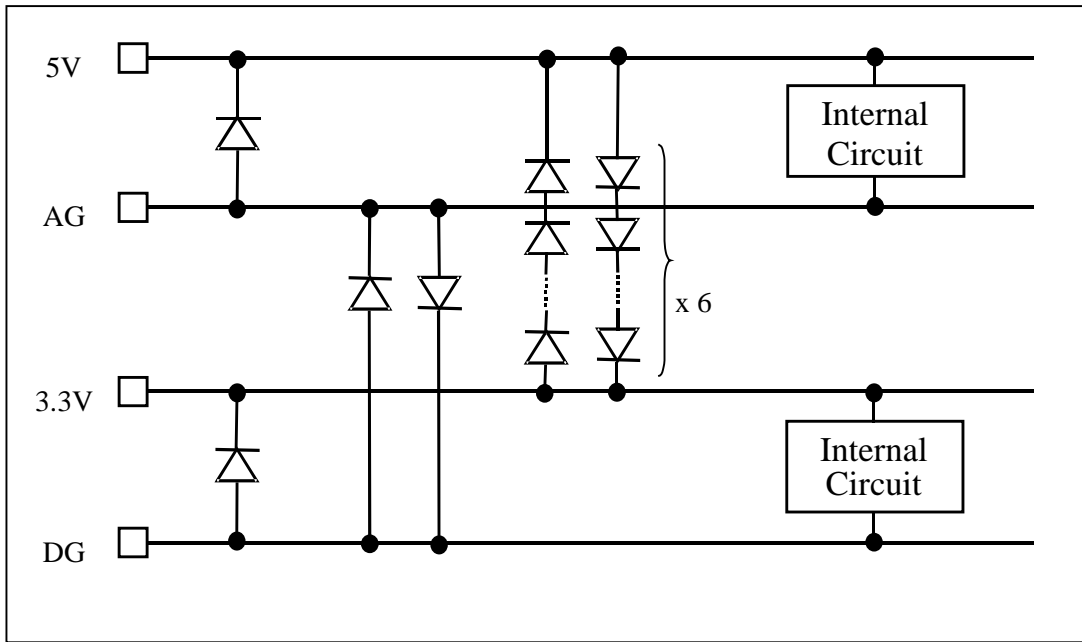 5V
Internal
Circuit
AG
x 6
3.3V
Internal
Circuit
DG